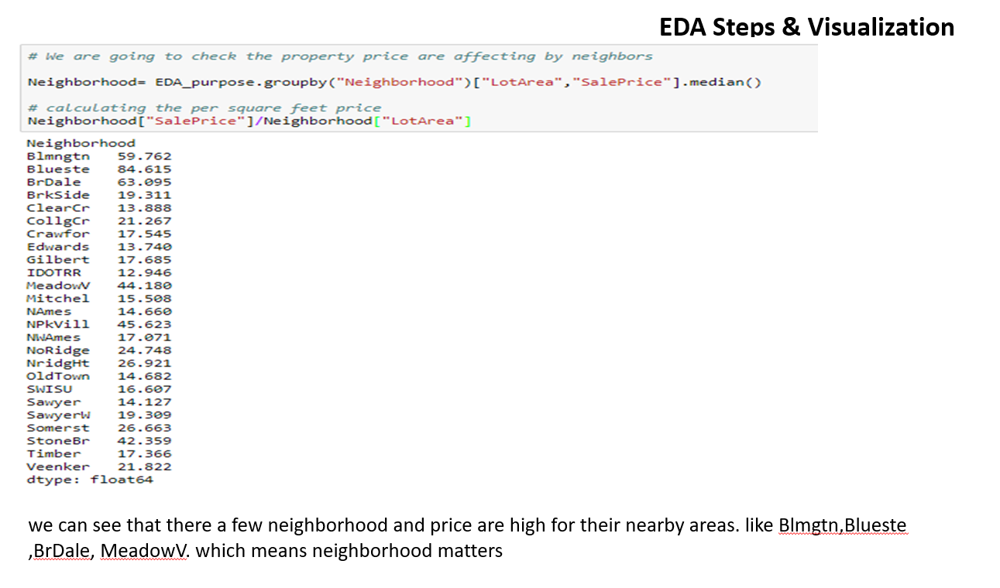 EDA Steps & Visualization
# We are going to check the property price are affecting by neighbors
Neighborhood= EDA_purpose.groupby("Neighborhood")["LotArea","SalePrice"].median()
# calculating the per square feet price
Neighborhood["SalePrice"]/Neighborhood["LotArea"]
Neighborhood
Blmngtn 59.762
Blueste 84.615
BrDale 63.095
BrkSide 19.311
ClearCr 13.888
CollgCr 21.267
Crawfor 17.545
Edwards 13.740
Gilbert 17.685
IDOTRR 12.946
MeadowV 44.180
Mitchel 15.508
NAmes 14.660
NPkVill 45.623
NWAmes 17.071
NoRidge 24.748
NridgHt 26.921
OldTown 14.682
SWISU 16.607
Sawyer 14.127
SawyerW 19.309
Somerst 26.663
StoneBr 42.359
Timber 17.366
Veenker 21.822
dtype: float64
we can see that there a few neighborhood and price are high for their nearby areas. like Blmgtn,Blueste
,BrDale, MeadowV. which means neighborhood matters